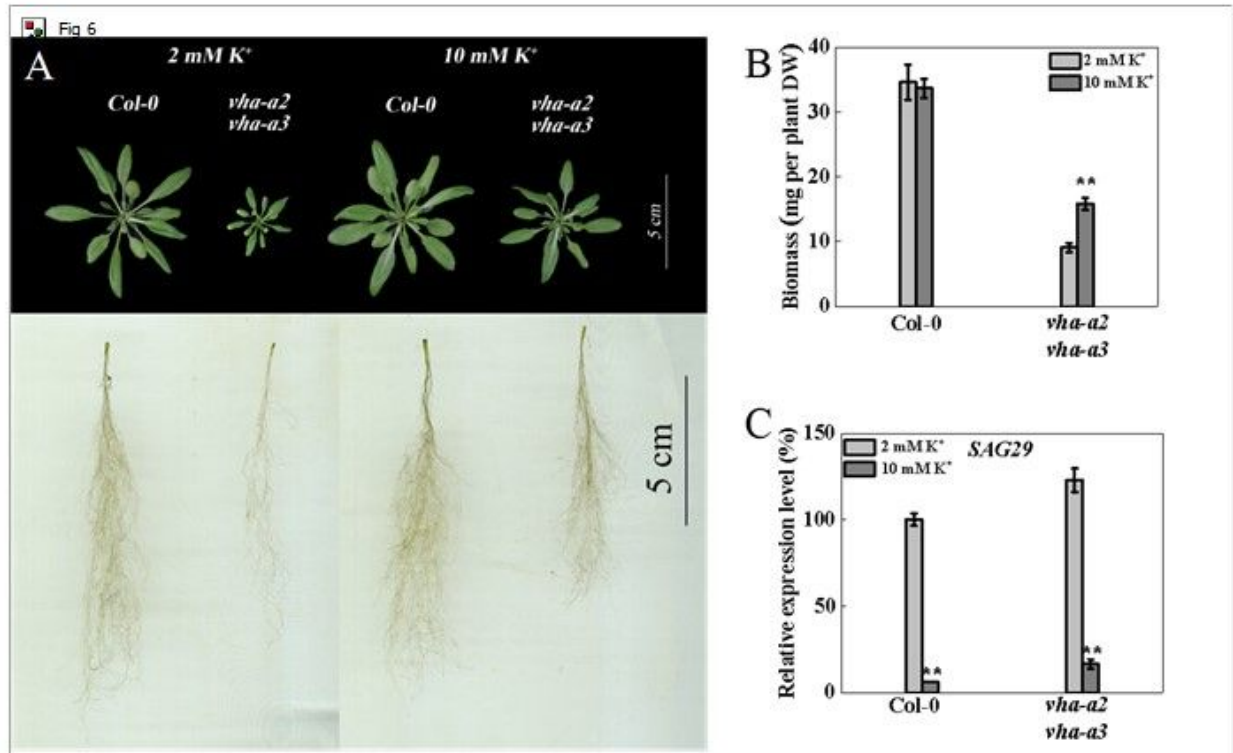 Fig 6
A
2 mM K⁺
10 mM K⁺
Col-0
vha-a2
vha-a3
Col-0
vha-a2
vha-a3
5 cm
5 cm
B
Biomass (mg per plant DW)
40
30
20
10
0
2 mM K⁺
10 mM K⁺
**
Col-0
vha-a2
vha-a3
C
Relative expression level (%)
150
100
50
0
2 mM K⁺
10 mM K⁺
SAG29
**
**
Col-0
vha-a2
vha-a3